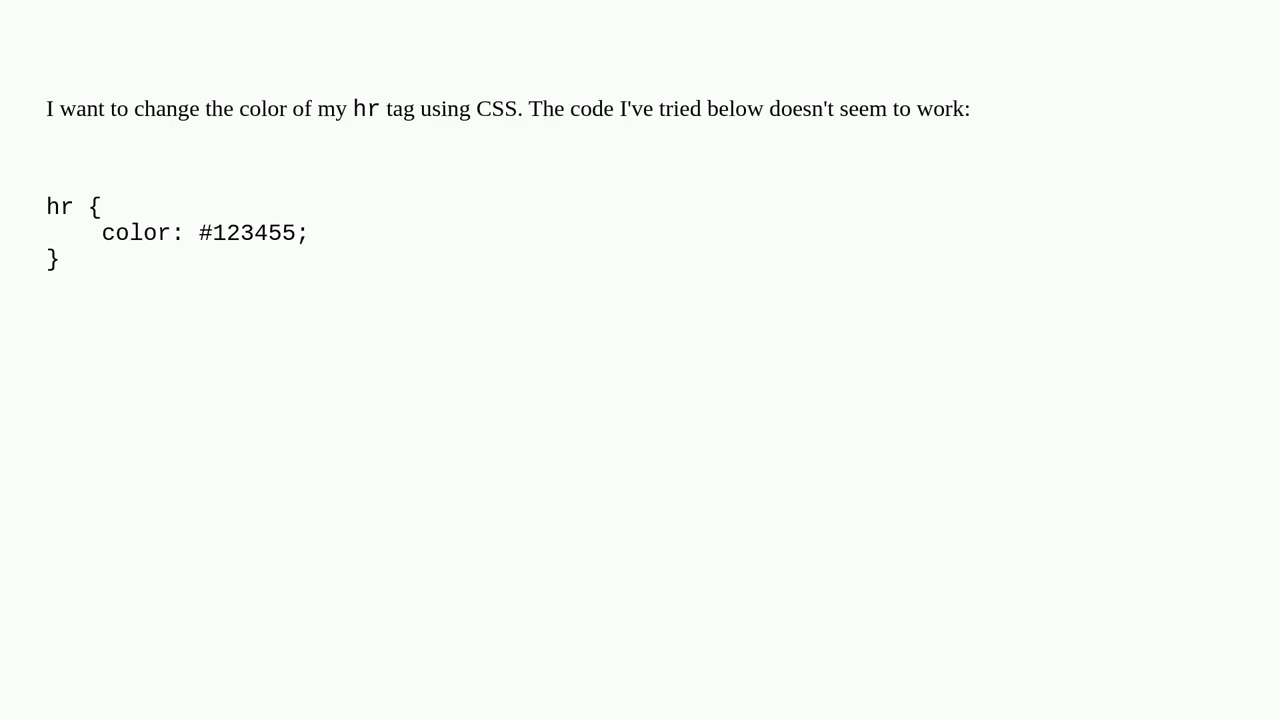 I want to change the color of my hr tag using CSS. The code I've tried below doesn't seem to work:
hr {
    color: #123455;
}